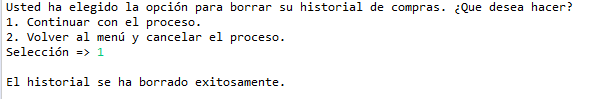 Usted ha elegido la opción para borrar su historial de compras. ¿Que desea hacer?
1. Continuar con el proceso.
2. Volver al menú y cancelar el proceso.
Selección => 1
El historial se ha borrado exitosamente.